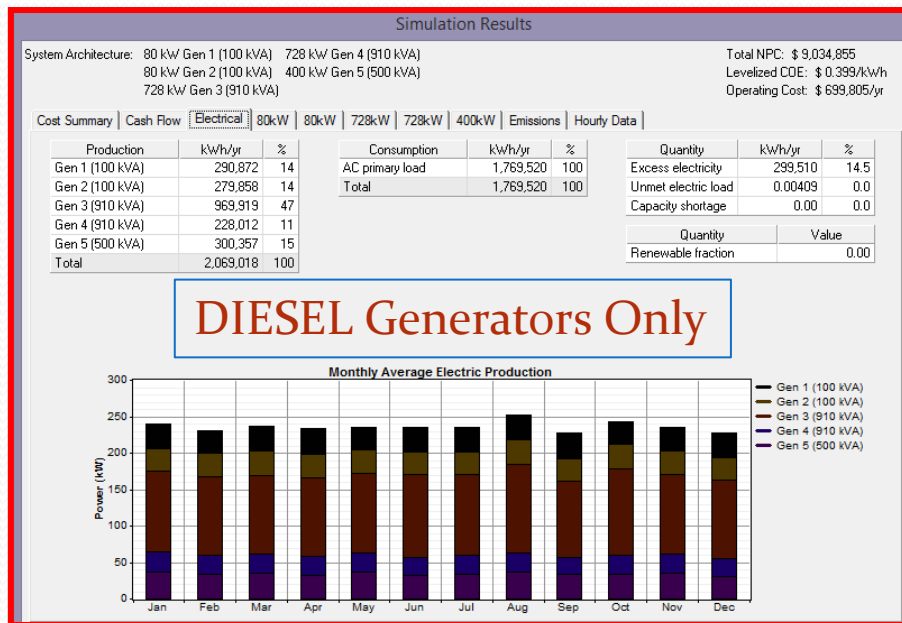 Simulation Results
System Architecture: 80 kW Gen 1 (100 kVA) 728 kW Gen 4 (910 kVA)
80 kW Gen 2 (100 kVA) 400 kW Gen 5 (500 kVA)
728 kW Gen 3 (910 kVA)
Total NPC: $ 9,034,855
Levelized COE: $ 0.399/kWh
Operating Cost: $ 699,805/yr
Cost Summary Cash Flow Electrical 80kW 80kW 728kW 728kW 400kW Emissions Hourly Data
Production kWh/yr %
Gen 1 (100 kVA) 290,872 14
Gen 2 (100 kVA) 279,858 14
Gen 3 (910 kVA) 969,919 47
Gen 4 (910 kVA) 228,012 11
Gen 5 (500 kVA) 300,357 15
Total 2,069,018 100
Consumption kWh/yr %
AC primary load 1,769,520 100
Total 1,769,520 100
Quantity kWh/yr %
Excess electricity 299,510 14.5
Unmet electric load 0.00409 0.0
Capacity shortage 0.00 0.0
Quantity Value
Renewable fraction 0.00
DIESEL Generators Only
Monthly Average Electric Production
Power (kW)
300
250
200
150
100
50
0
Jan Feb Mar Apr May Jun Jul Aug Sep Oct Nov Dec
Gen 1 (100 kVA)
Gen 2 (100 kVA)
Gen 3 (910 kVA)
Gen 4 (910 kVA)
Gen 5 (500 kVA)